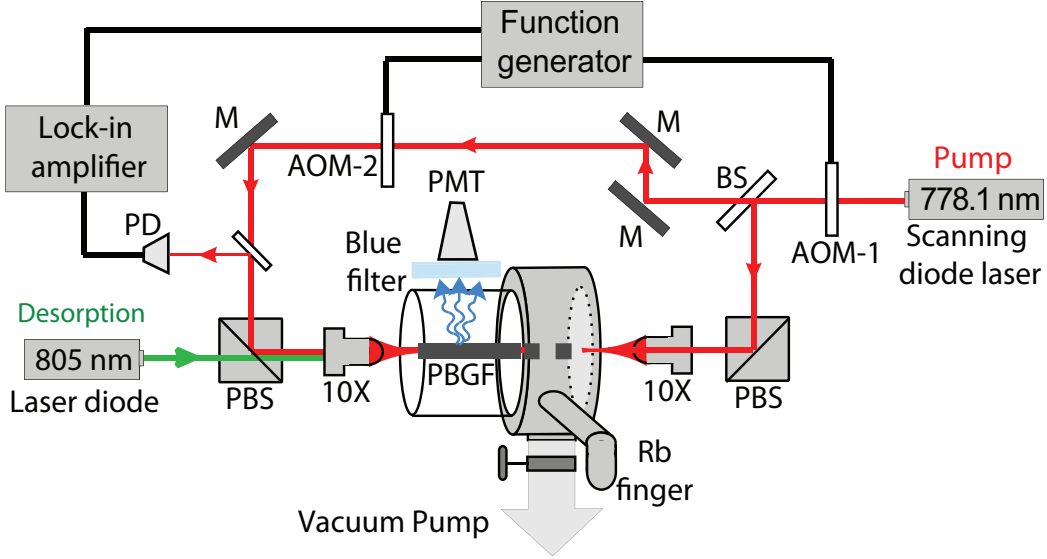 Function
generator
Lock-in
amplifier
M
AOM-2
M
M
BS
Pump
778.1 nm
Scanning
diode laser
AOM-1
PD
PMT
Blue
filter
Desorption
805 nm
Laser diode
PBS
10X
PBGF
10X
PBS
Rb
finger
Vacuum Pump